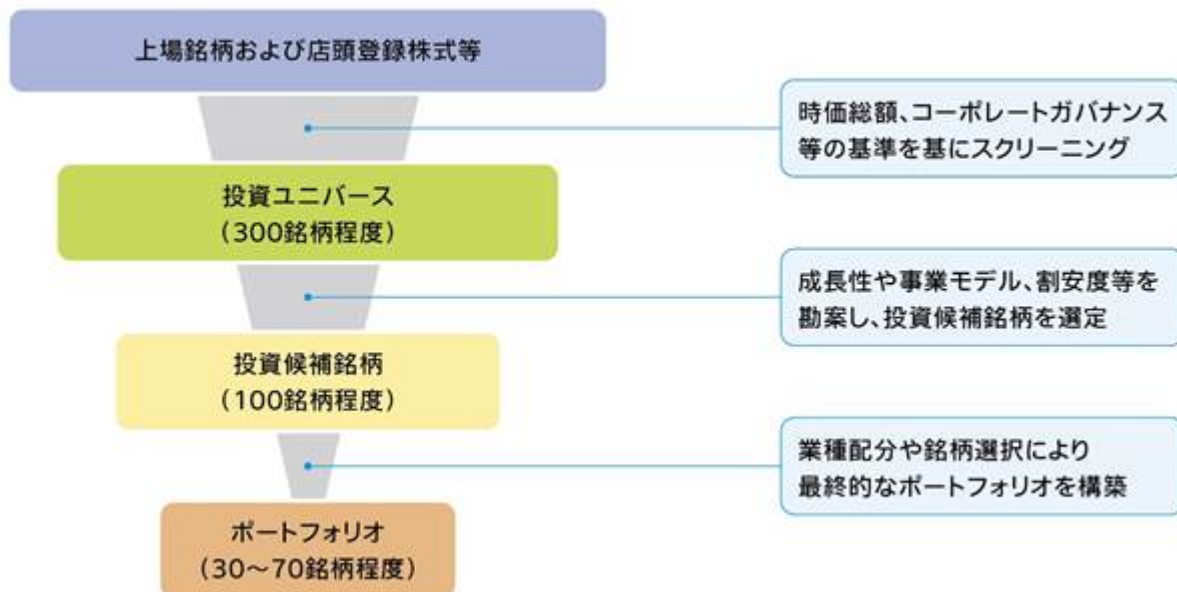 上場銘柄および店頭登録株式等
時価総額、コーポレートガバナンス
等の基準を基にスクリーニング
投資ユニバース
(300銘柄程度)
成長性や事業モデル、割安度等を
勘案し、投資候補銘柄を選定
投資候補銘柄
(100銘柄程度)
業種配分や銘柄選択により
最終的なポートフォリオを構築
ポートフォリオ
(30〜70銘柄程度)